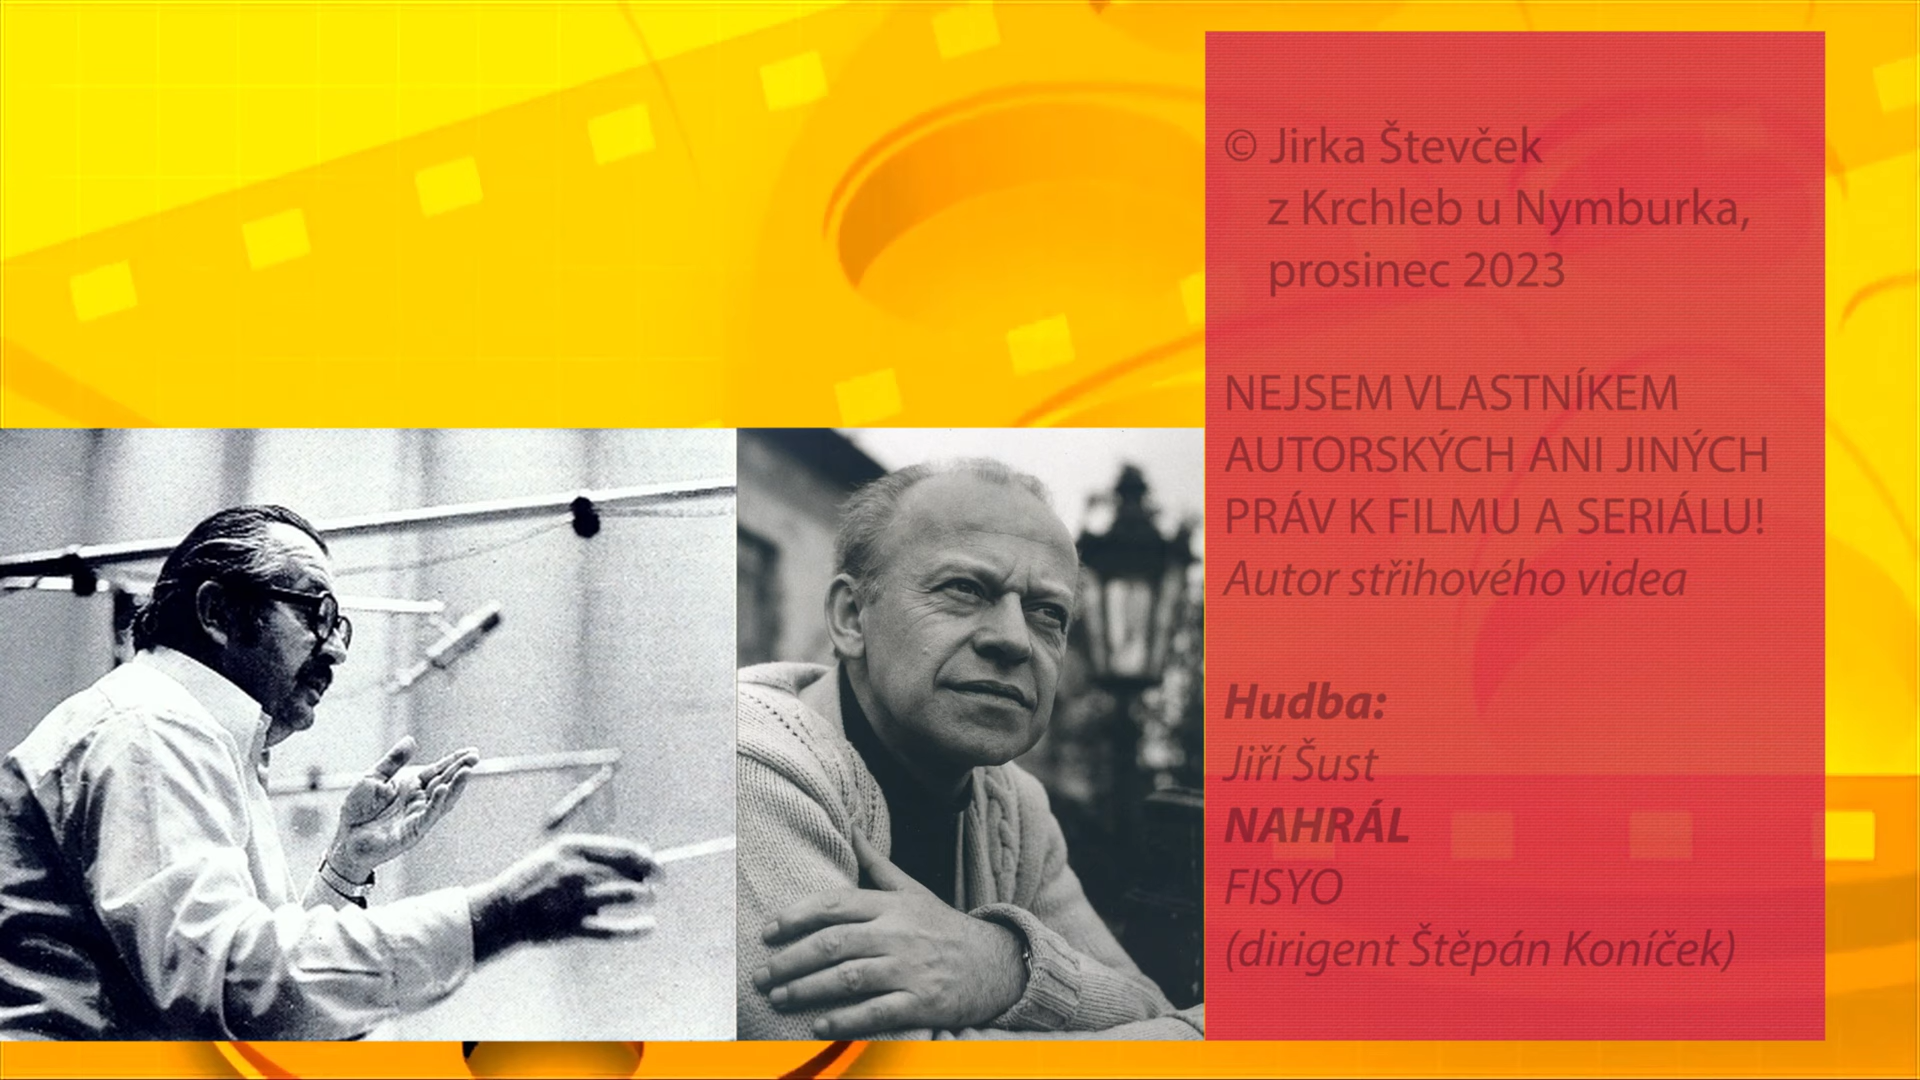 © Jirka Števček
z Krchleb u Nymburka,
prosinec 2023
NEJSEM VLASTNÍKEM
AUTORSKÝCH ANI JINÝCH
PRÁV K FILMU A SERIÁLU!
Autor střihového videa
Hudba:
Jiří Šust
NAHRÁL
FISYO
(dirigent Štěpán Koníček)